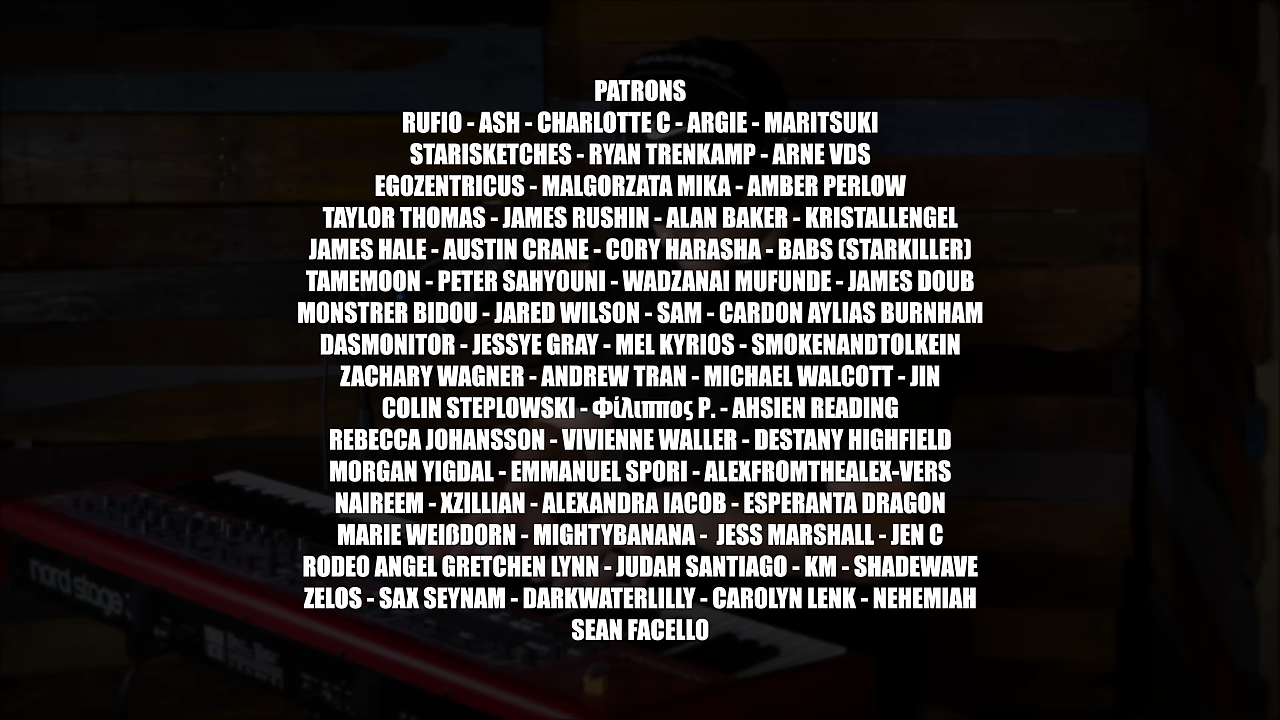 PATRONS
RUFIO - ASH - CHARLOTTE C - ARGIE - MARITSUKI
STARISKETCHES - RYAN TRENKAMP - ARNE VDS
EGOZENTRICUS - MALGORZATA MIKA - AMBER PERLOW
TAYLOR THOMAS - JAMES RUSHIN - ALAN BAKER - KRISTALLENGEL
JAMES HALE - AUSTIN CRANE - CORY HARASHA - BABS (STARKILLER)
TAMEMOON - PETER SAHYOUNI - WADZANAI MUFUNDE - JAMES DOUB
MONSTRER BIDOU - JARED WILSON - SAM - CARDON AYLIAS BURNHAM
DASMONITOR - JESSYE GRAY - MEL KYRIOS - SMOKENANDTOLKEIN
ZACHARY WAGNER - ANDREW TRAN - MICHAEL WALCOTT - JIN
COLIN STEPLOWSKI - Φίλιππος P. - AHSIEN READING
REBECCA JOHANSSON - VIVIENNE WALLER - DESTANY HIGHFIELD
MORGAN YIGDAL - EMMANUEL SPORI - ALEXFROMTHEALEX-VERS
NAIREEM - XZILLIAN - ALEXANDRA IACOB - ESPERANTA DRAGON
MARIE WEIßDORN - MIGHTYBANANA -  JESS MARSHALL - JEN C
RODEO ANGEL GRETCHEN LYNN - JUDAH SANTIAGO - KM - SHADEWAVE
ZELOS - SAX SEYNAM - DARKWATERLILLY - CAROLYN LENK - NEHEMIAH
SEAN FACELLO
nord stage